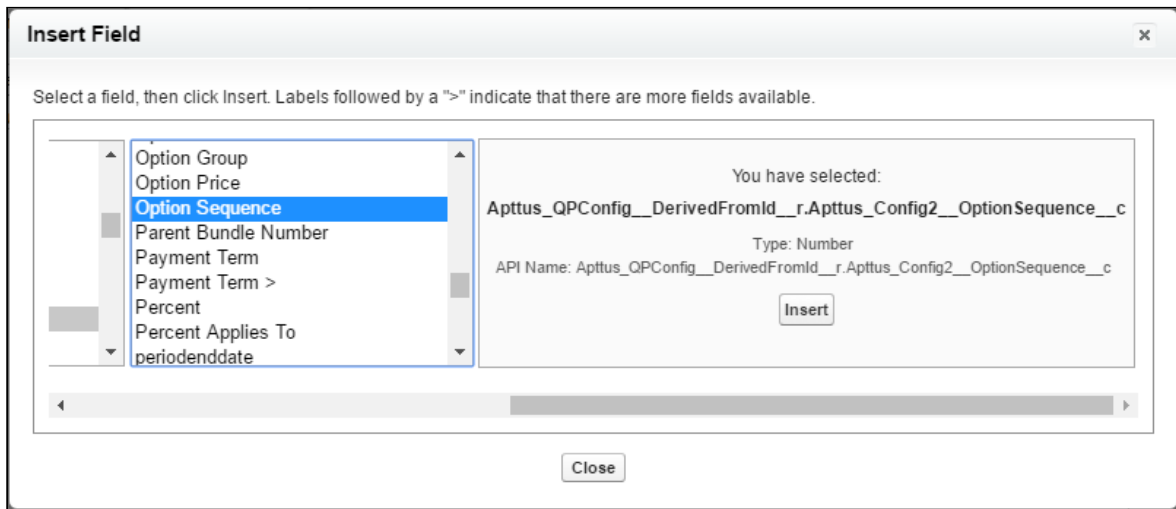 Insert Field
Select a field, then click Insert. Labels followed by a ">" indicate that there are more fields available.
Option Group
Option Price
Option Sequence
Parent Bundle Number
Payment Term
Payment Term >
Percent
Percent Applies To
periodenddate
You have selected:
Apttus_QPConfig__DerivedFromId__r.Apttus_Config2__OptionSequence__c
Type: Number
API Name: Apttus_QPConfig__DerivedFromId__r.Apttus_Config2__OptionSequence__c
Insert
Close